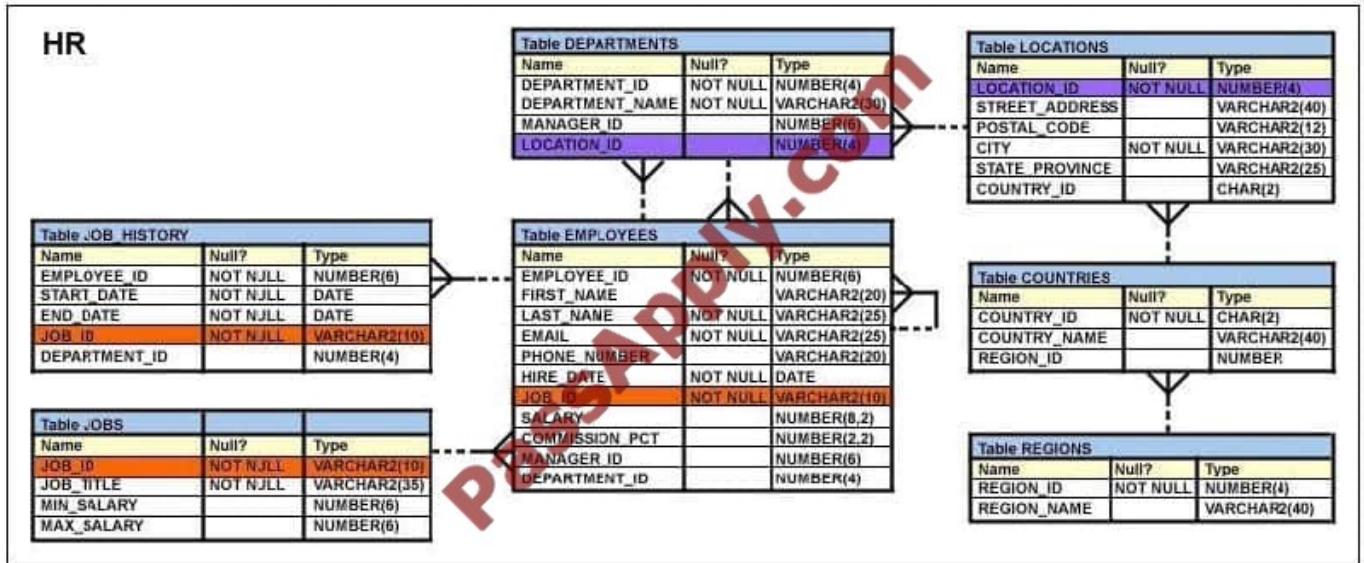 HR
Table DEPARTMENTS
Name Null? Type
DEPARTMENT_ID NOT NULL NUMBER(4)
DEPARTMENT_NAME NOT NULL VARCHAR2(30)
MANAGER_ID NUMBER(6)
LOCATION_ID NUMBER(4)
Table LOCATIONS
Name Null? Type
LOCATION_ID NOT NULL NUMBER(4)
STREET_ADDRESS VARCHAR2(40)
POSTAL_CODE VARCHAR2(12)
CITY NOT NULL VARCHAR2(30)
STATE_PROVINCE VARCHAR2(25)
COUNTRY_ID CHAR(2)
Table JOB_HISTORY
Name Null? Type
EMPLOYEE_ID NOT NULL NUMBER(6)
START_DATE NOT NULL DATE
END_DATE NOT NULL DATE
JOB_ID NOT NULL VARCHAR2(10)
DEPARTMENT_ID NUMBER(4)
Table EMPLOYEES
Name Null? Type
EMPLOYEE_ID NOT NULL NUMBER(6)
FIRST_NAME VARCHAR2(20)
LAST_NAME NOT NULL VARCHAR2(25)
EMAIL NOT NULL VARCHAR2(25)
PHONE_NUMBER VARCHAR2(20)
HIRE_DATE NOT NULL DATE
JOB_ID NOT NULL VARCHAR2(10)
SALARY NUMBER(8,2)
COMMISSION_PCT NUMBER(2,2)
MANAGER_ID NUMBER(6)
DEPARTMENT_ID NUMBER(4)
Table COUNTRIES
Name Null? Type
COUNTRY_ID NOT NULL CHAR(2)
COUNTRY_NAME VARCHAR2(40)
REGION_ID NUMBER
Table JOBS
Name Null? Type
JOB_ID NOT NULL VARCHAR2(10)
JOB_TITLE NOT NULL VARCHAR2(35)
MIN_SALARY NUMBER(6)
MAX_SALARY NUMBER(6)
Table REGIONS
Name Null? Type
REGION_ID NOT NULL NUMBER(4)
REGION_NAME VARCHAR2(40)
PassApply.com